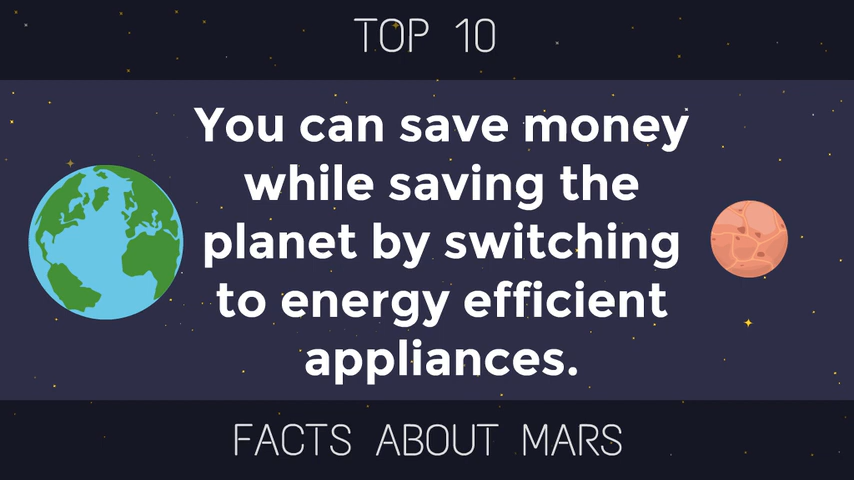 TOP 10
You can save money
while saving the
planet by switching
to energy efficient
appliances.
FACTS ABOUT MARS